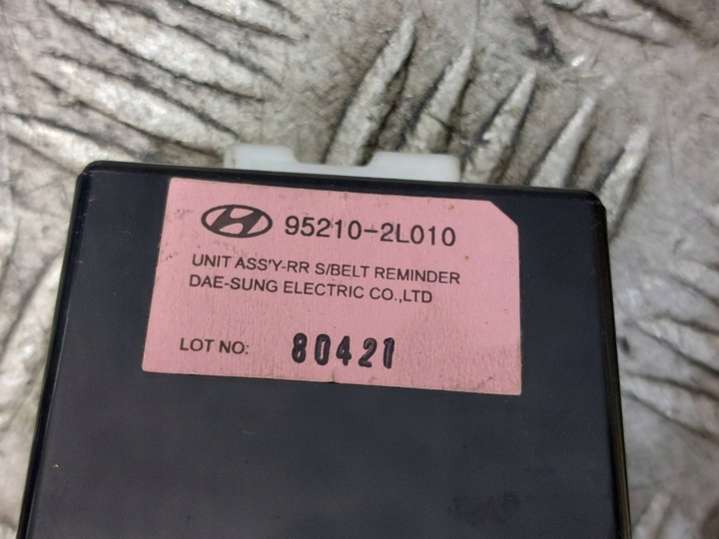 95210-2L010
UNIT ASS'Y-RR S/BELT REMINDER
DAE-SUNG ELECTRIC CO.,LTD
LOT NO: 80421